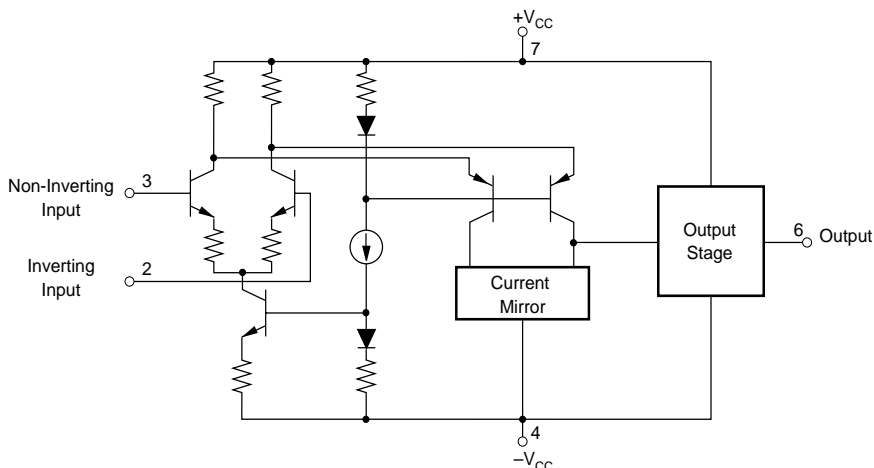 +VCC
7
Non-Inverting
Input
3
Inverting
Input
2
Current
Mirror
Output
Stage
6
Output
4
–VCC